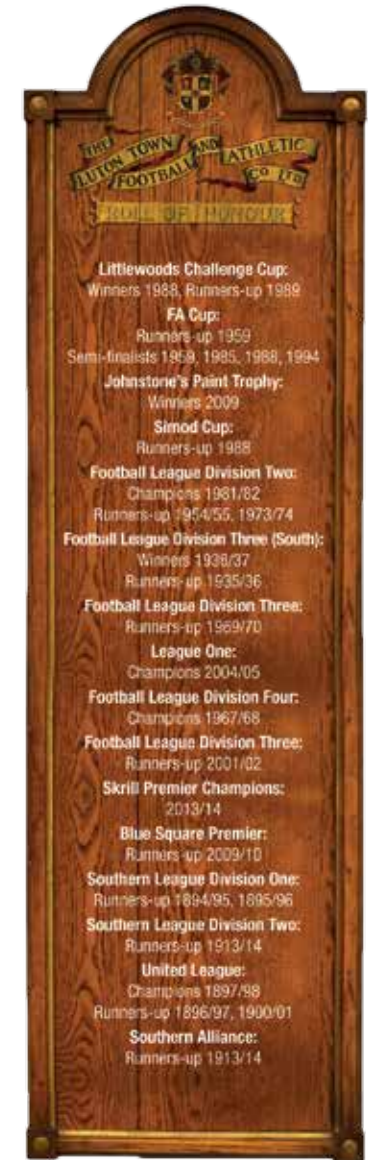 THE
LUTON TOWN
FOOTBALL
AND
ATHLETIC
CO LTD
ROLL OF HONOUR
Littlewoods Challenge Cup:
Winners 1988, Runners-up 1989
FA Cup:
Runners-up 1959
Semi-finalists 1959, 1985, 1988, 1994
Johnstone's Paint Trophy:
Winners 2009
Simod Cup:
Runners-up 1988
Football League Division Two:
Champions 1981/82
Runners-up 1954/55, 1973/74
Football League Division Three (South):
Winners 1936/37
Runners-up 1935/36
Football League Division Three:
Runners-up 1969/70
League One:
Champions 2004/05
Football League Division Four:
Champions 1967/68
Football League Division Three:
Runners-up 2001/02
Skrill Premier Champions:
2013/14
Blue Square Premier:
Runners-up 2009/10
Southern League Division One:
Runners-up 1894/95, 1895/96
Southern League Division Two:
Runners-up 1913/14
United League:
Champions 1897/98
Runners-up 1896/97, 1900/01
Southern Alliance:
Runners-up 1913/14